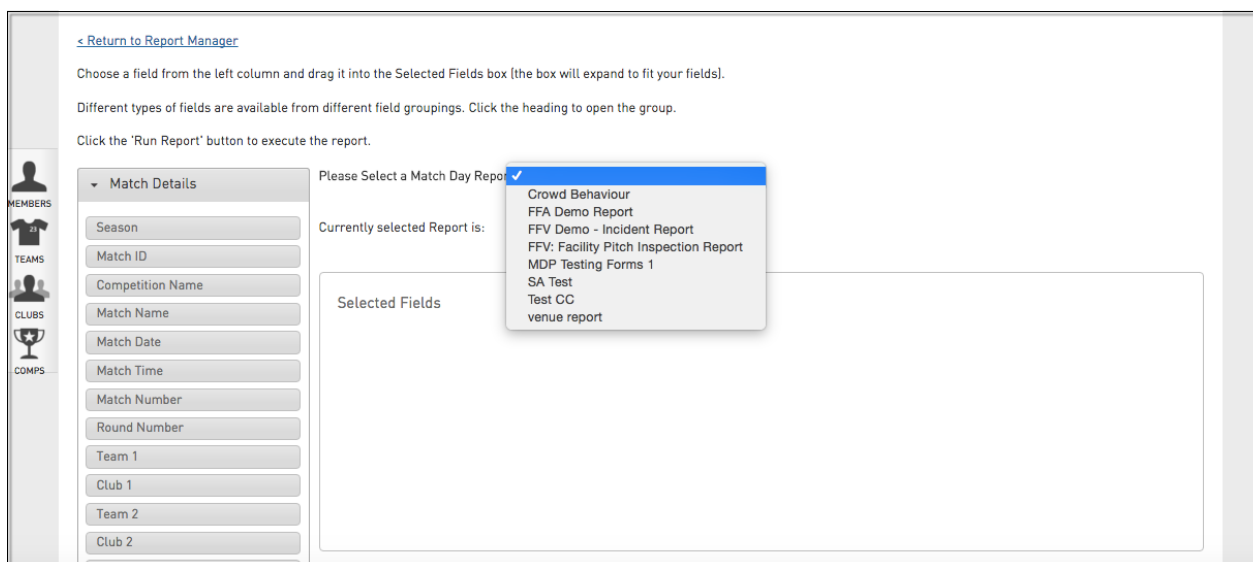 < Return to Report Manager
Choose a field from the left column and drag it into the Selected Fields box (the box will expand to fit your fields).
Different types of fields are available from different field groupings. Click the heading to open the group.
Click the 'Run Report' button to execute the report.
MEMBERS
23
TEAMS
CLUBS
COMPS
Match Details
Season
Match ID
Competition Name
Match Name
Match Date
Match Time
Match Number
Round Number
Team 1
Club 1
Team 2
Club 2
Please Select a Match Day Repor
✓
Crowd Behaviour
FFA Demo Report
FFV Demo - Incident Report
FFV: Facility Pitch Inspection Report
MDP Testing Forms 1
SA Test
Test CC
venue report
Currently selected Report is:
Selected Fields